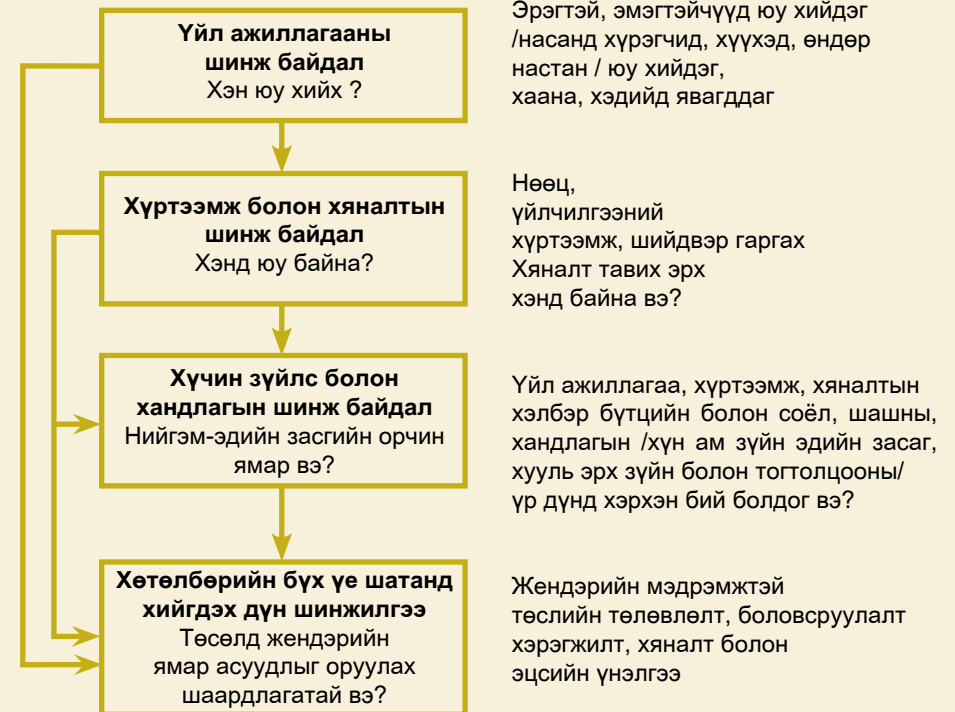 Үйл ажиллагааны
шинж байдал
Хэн юу хийх ?
Эрэгтэй, эмэгтэйчүүд юу хийдэг
/насанд хүрэгчид, хүүхэд, өндөр
настан / юу хийдэг,
хаана, хэдийд явагддаг
Хүртээмж болон хяналтын
шинж байдал
Хэнд юу байна?
Нөөц,
үйлчилгээний
хүртээмж, шийдвэр гаргах
Хяналт тавих эрх
хэнд байна вэ?
Хүчин зүйлс болон
хандлагын шинж байдал
Нийгэм-эдийн засгийн орчин
ямар вэ?
Үйл ажиллагаа, хүртээмж, хяналтын
хэлбэр бүтцийн болон соёл, шашны,
хандлагын /хүн ам зүйн эдийн засаг,
хууль эрх зүйн болон тогтолцооны/
үр дүнд хэрхэн бий болдог вэ?
Хөтөлбөрийн бүх үе шатанд
хийгдэх дүн шинжилгээ
Төсөлд жендэрийн
ямар асуудлыг оруулах
шаардлагатай вэ?
Жендэрийн мэдрэмжтэй
төслийн төлөвлөлт, боловсруулалт
хэрэгжилт, хяналт болон
эцсийн үнэлгээ